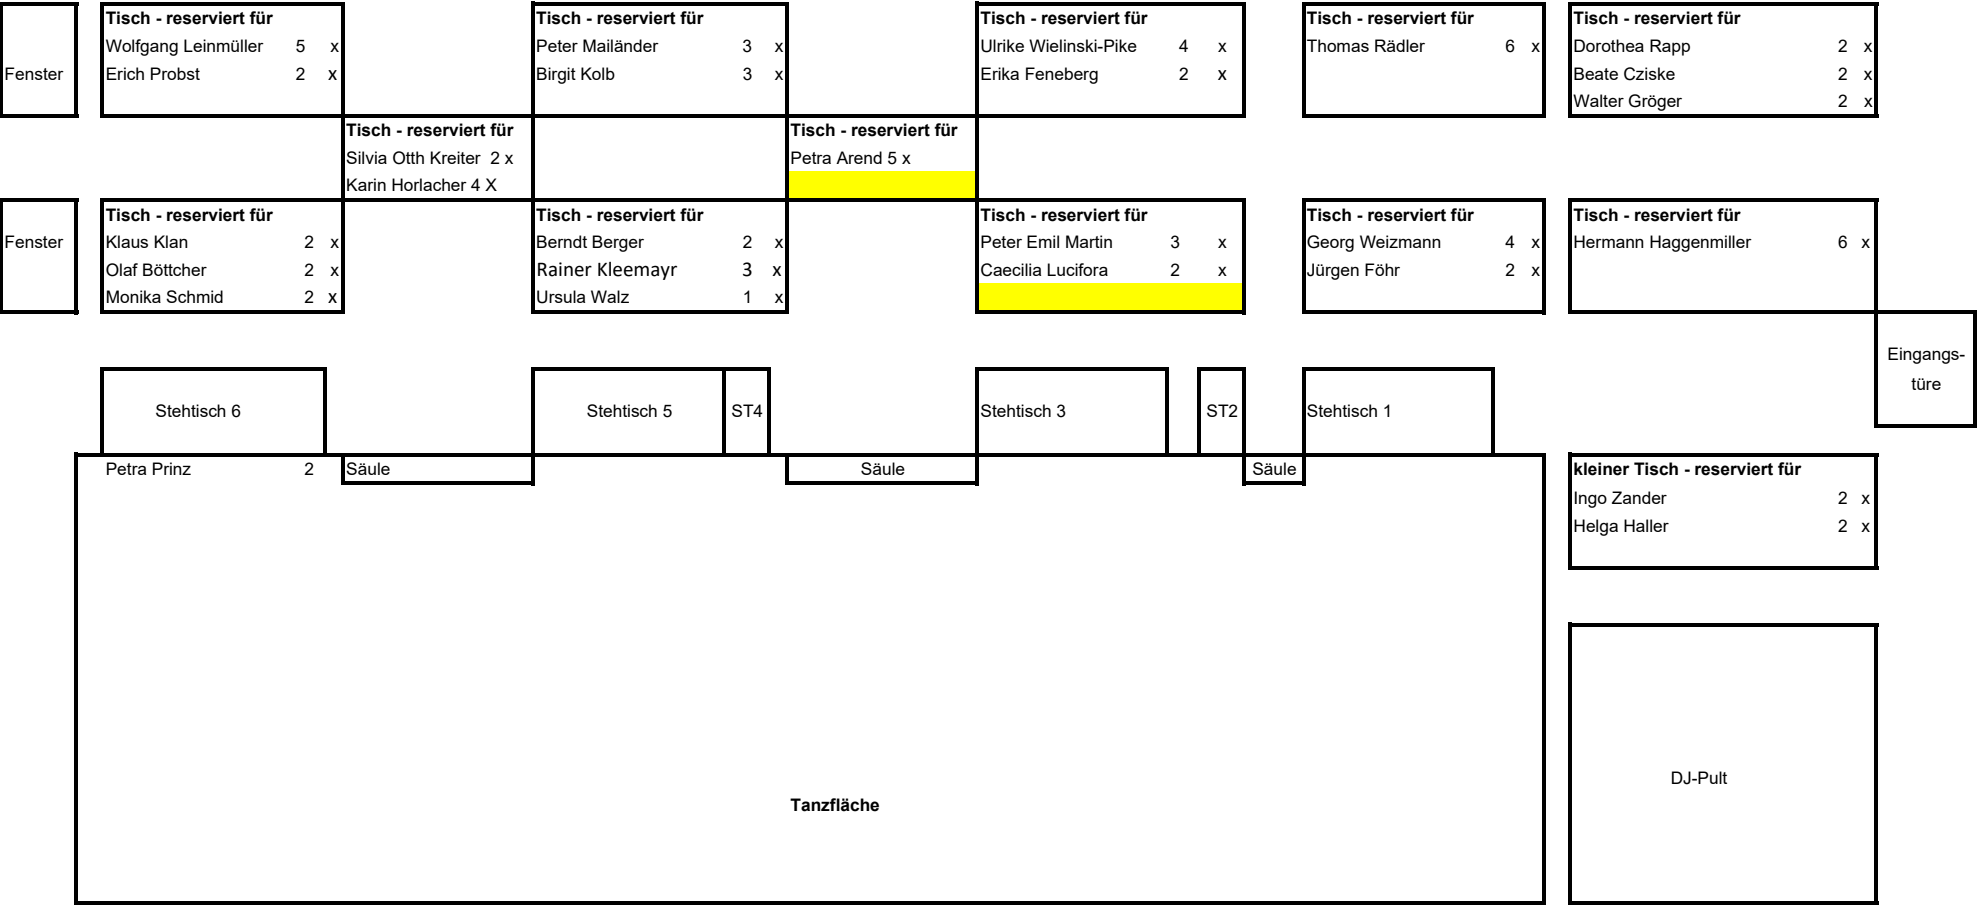 Fenster
Tisch - reserviert für
Wolfgang Leinmüller 5 x
Erich Probst 2 x
Tisch - reserviert für
Peter Mailänder 3 x
Birgit Kolb 3 x
Tisch - reserviert für
Ulrike Wielinski-Pike 4 x
Erika Feneberg 2 x
Tisch - reserviert für
Thomas Rädler 6 x
Tisch - reserviert für
Dorothea Rapp 2 x
Beate Cziske 2 x
Walter Gröger 2 x
Tisch - reserviert für
Silvia Otth Kreiter 2 x
Karin Horlacher 4 X
Tisch - reserviert für
Petra Arend 5 x
Fenster
Tisch - reserviert für
Klaus Klan 2 x
Olaf Böttcher 2 x
Monika Schmid 2 x
Tisch - reserviert für
Berndt Berger 2 x
Rainer Kleemayr 3 x
Ursula Walz 1 x
Tisch - reserviert für
Peter Emil Martin 3 x
Caecilia Lucifora 2 x
Tisch - reserviert für
Georg Weizmann 4 x
Jürgen Föhr 2 x
Tisch - reserviert für
Hermann Haggenmiller 6 x
Eingangs-
türe
Stehtisch 6
Stehtisch 5
ST4
Stehtisch 3
ST2
Stehtisch 1
Petra Prinz 2
Säule
Säule
Säule
kleiner Tisch - reserviert für
Ingo Zander 2 x
Helga Haller 2 x
DJ-Pult
Tanzfläche